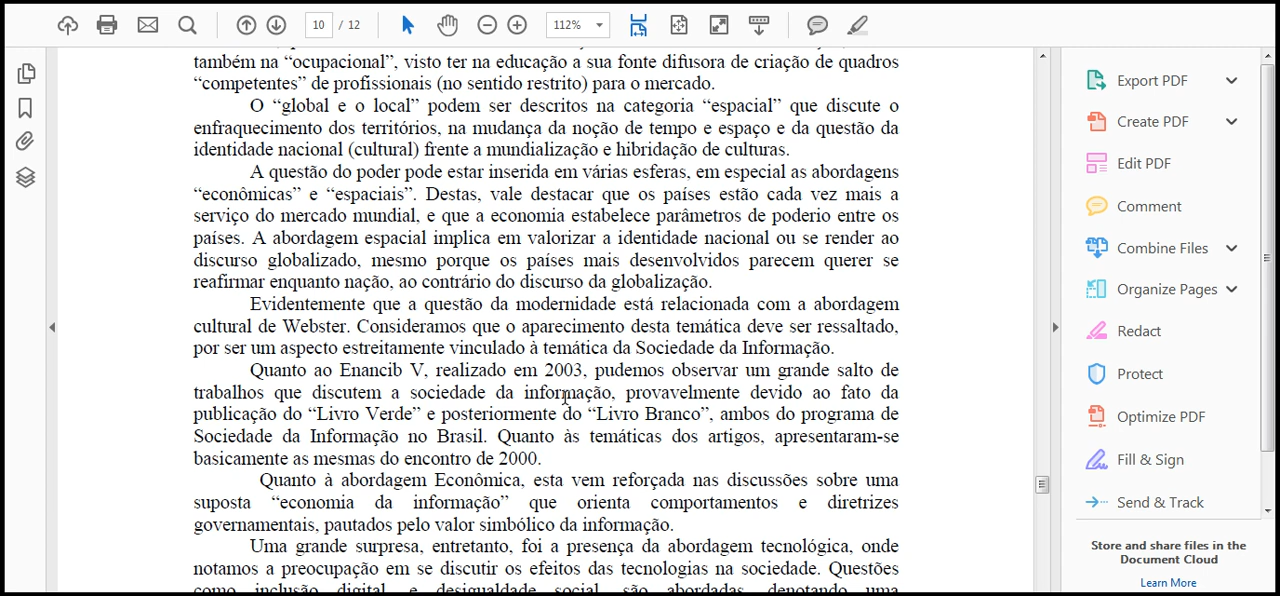 10 / 12
112%
também na “ocupacional”, visto ter na educação a sua fonte difusora de criação de quadros
“competentes” de profissionais (no sentido restrito) para o mercado.
O “global e o local” podem ser descritos na categoria “espacial” que discute o
enfraquecimento dos territórios, na mudança da noção de tempo e espaço e da questão da
identidade nacional (cultural) frente a mundialização e hibridação de culturas.
A questão do poder pode estar inserida em várias esferas, em especial as abordagens
“econômicas” e “espaciais”. Destas, vale destacar que os países estão cada vez mais a
serviço do mercado mundial, e que a economia estabelece parâmetros de poderio entre os
países. A abordagem espacial implica em valorizar a identidade nacional ou se render ao
discurso globalizado, mesmo porque os países mais desenvolvidos parecem querer se
reafirmar enquanto nação, ao contrário do discurso da globalização.
Evidentemente que a questão da modernidade está relacionada com a abordagem
cultural de Webster. Consideramos que o aparecimento desta temática deve ser ressaltado,
por ser um aspecto estreitamente vinculado à temática da Sociedade da Informação.
Quanto ao Enancib V, realizado em 2003, pudemos observar um grande salto de
trabalhos que discutem a sociedade da informação, provavelmente devido ao fato da
publicação do “Livro Verde” e posteriormente do “Livro Branco”, ambos do programa de
Sociedade da Informação no Brasil. Quanto às temáticas dos artigos, apresentaram-se
basicamente as mesmas do encontro de 2000.
Quanto à abordagem Econômica, esta vem reforçada nas discussões sobre uma
suposta “economia da informação” que orienta comportamentos e diretrizes
governamentais, pautados pelo valor simbólico da informação.
Uma grande surpresa, entretanto, foi a presença da abordagem tecnológica, onde
notamos a preocupação em se discutir os efeitos das tecnologias na sociedade. Questões
como inclusão digital e desigualdade social são abordadas, denotando uma
Export PDF
Create PDF
Edit PDF
Comment
Combine Files
Organize Pages
Redact
Protect
Optimize PDF
Fill & Sign
Send & Track
Store and share files in the
Document Cloud
Learn More